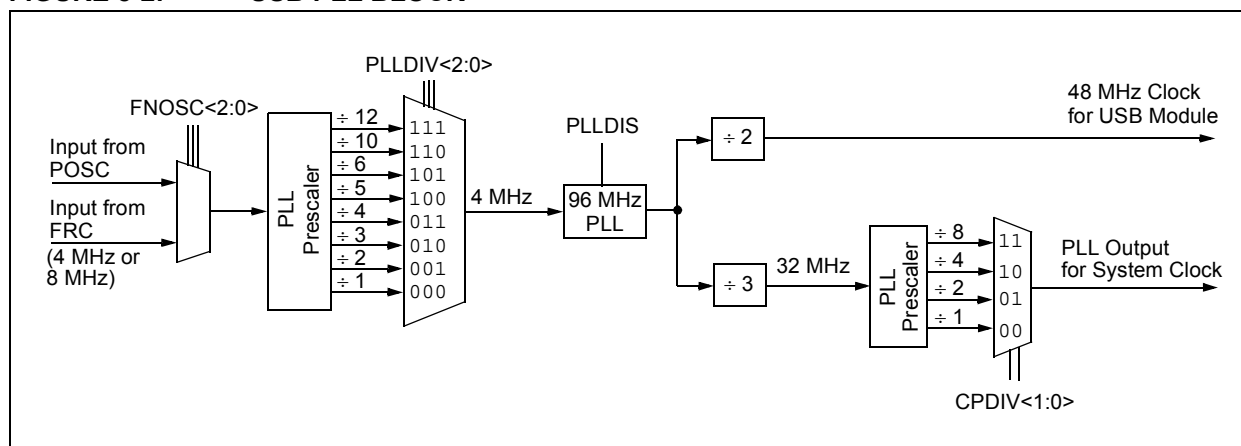 PLLDIV<2:0>
FNOSC<2:0>
Input from
POSC
Input from
FRC
(4 MHz or
8 MHz)
PLL
Prescaler
÷ 12
÷ 10
÷ 6
÷ 5
÷ 4
÷ 3
÷ 2
÷ 1
111
110
101
100
011
010
001
000
4 MHz
PLLDIS
96 MHz
PLL
÷ 2
48 MHz Clock
for USB Module
÷ 3
32 MHz
PLL
Prescaler
÷ 8
÷ 4
÷ 2
÷ 1
11
10
01
00
PLL Output
for System Clock
CPDIV<1:0>